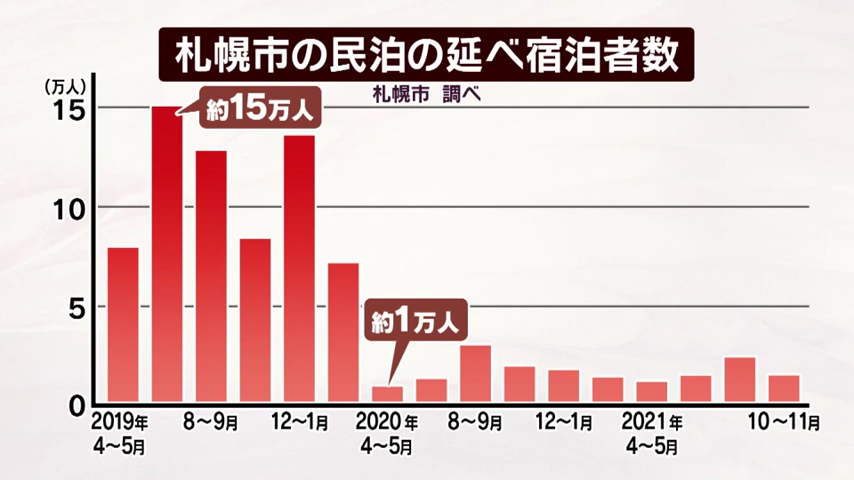 札幌市の民泊の延べ宿泊者数
札幌市 調べ
(万人)
15
約15万人
10
5
約1万人
0
2019年
4～5月
8～9月
12～1月
2020年
4～5月
8～9月
12～1月
2021年
4～5月
10～11月